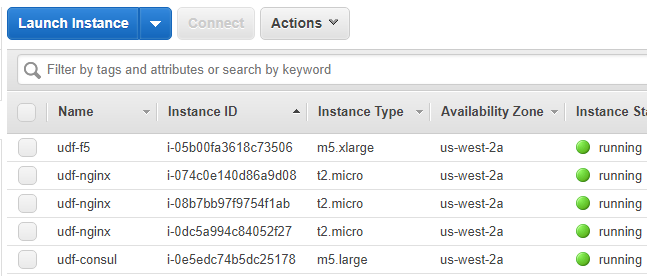 Launch Instance Connect Actions
Filter by tags and attributes or search by keyword
Name Instance ID Instance Type Availability Zone Instance Sta
udf-f5 i-05b00fa3618c73506 m5.xlarge us-west-2a running
udf-nginx i-074c0e140d86a9d08 t2.micro us-west-2a running
udf-nginx i-08b7bb97f9754f1ab t2.micro us-west-2a running
udf-nginx i-0dc5a994c84052f27 t2.micro us-west-2a running
udf-consul i-0e5edc74b5dc25178 m5.large us-west-2a running